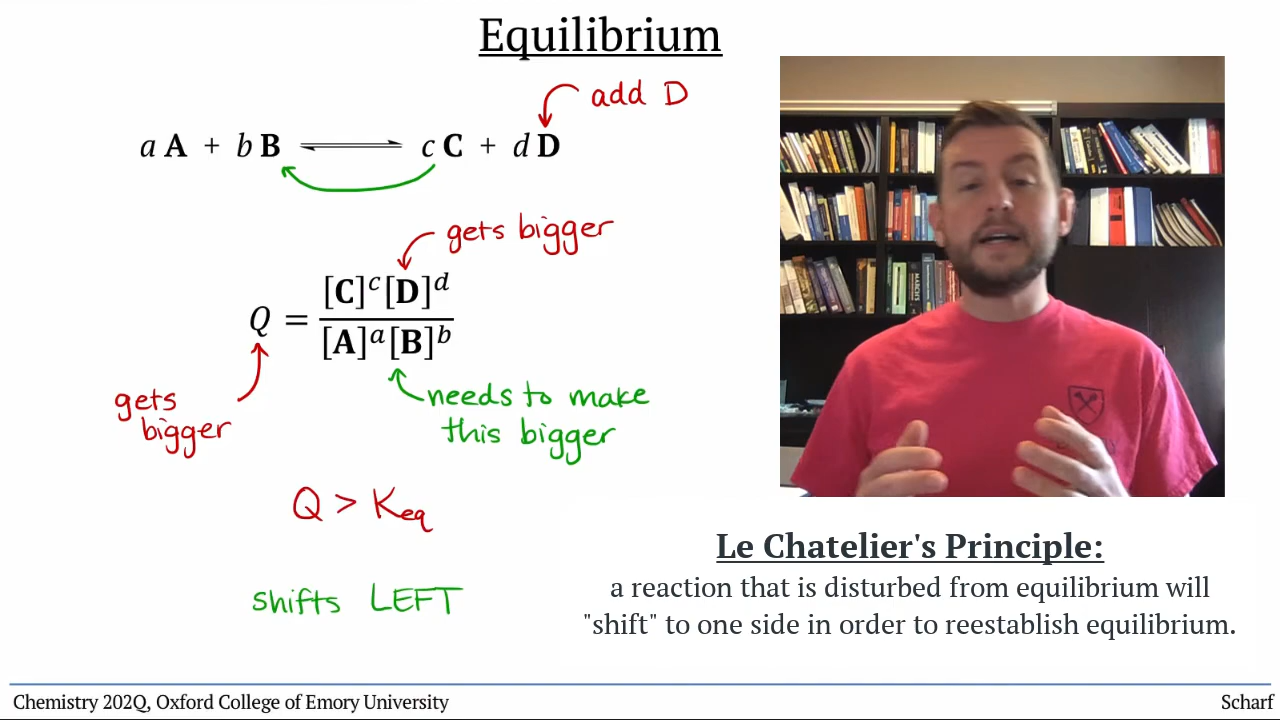 Equilibrium
add D
a A + b B ⇌ c C + d D
gets bigger
Q = [C]^c[D]^d / [A]^a[B]^b
gets
bigger
needs to make
this bigger
Q > Keq
shifts LEFT
Le Chatelier's Principle:
a reaction that is disturbed from equilibrium will
"shift" to one side in order to reestablish equilibrium.
Chemistry 202Q, Oxford College of Emory University
Scharf